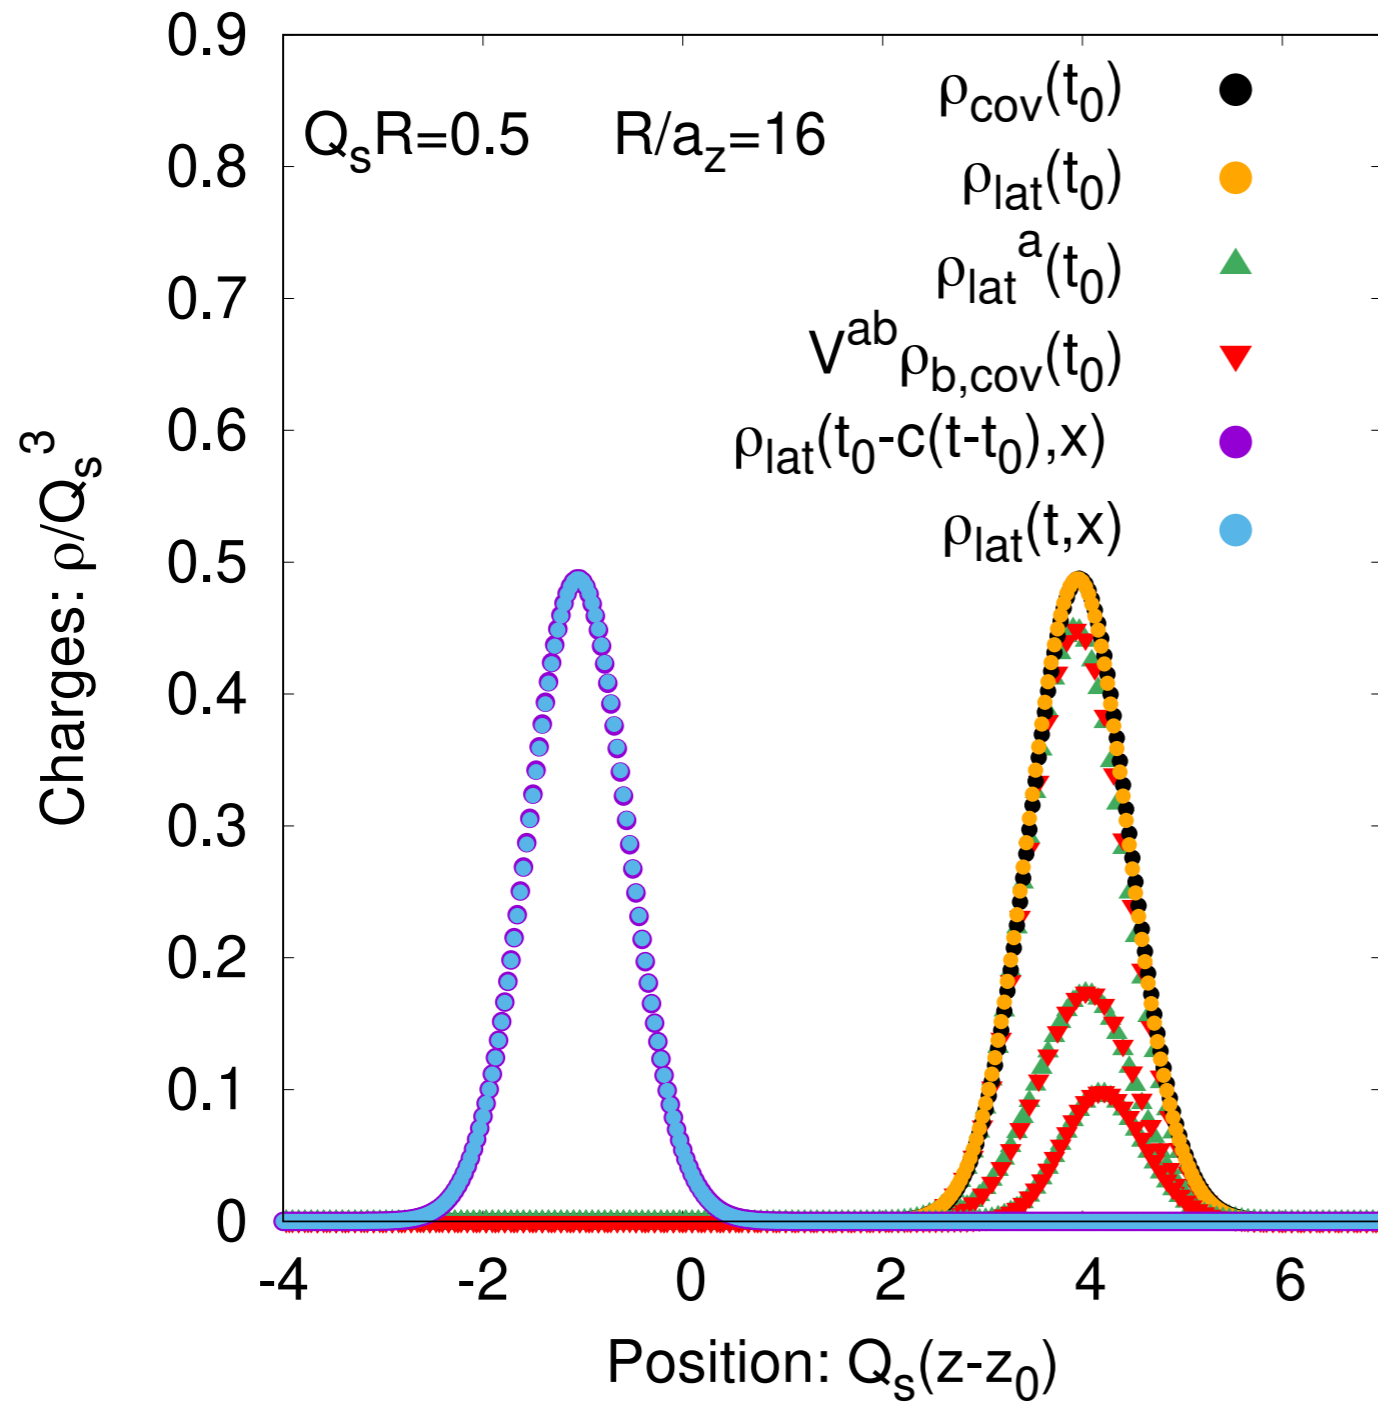 Charges: ρ/Q_s^3
0.9
0.8
0.7
0.6
0.5
0.4
0.3
0.2
0.1
0
Q_sR=0.5 R/a_z=16
ρ_cov(t_0)
ρ_lat(t_0)
ρ_lat^a(t_0)
V^abρ_b,cov(t_0)
ρ_lat(t_0-c(t-t_0),x)
ρ_lat(t,x)
-4 -2 0 2 4 6
Position: Q_s(z-z_0)